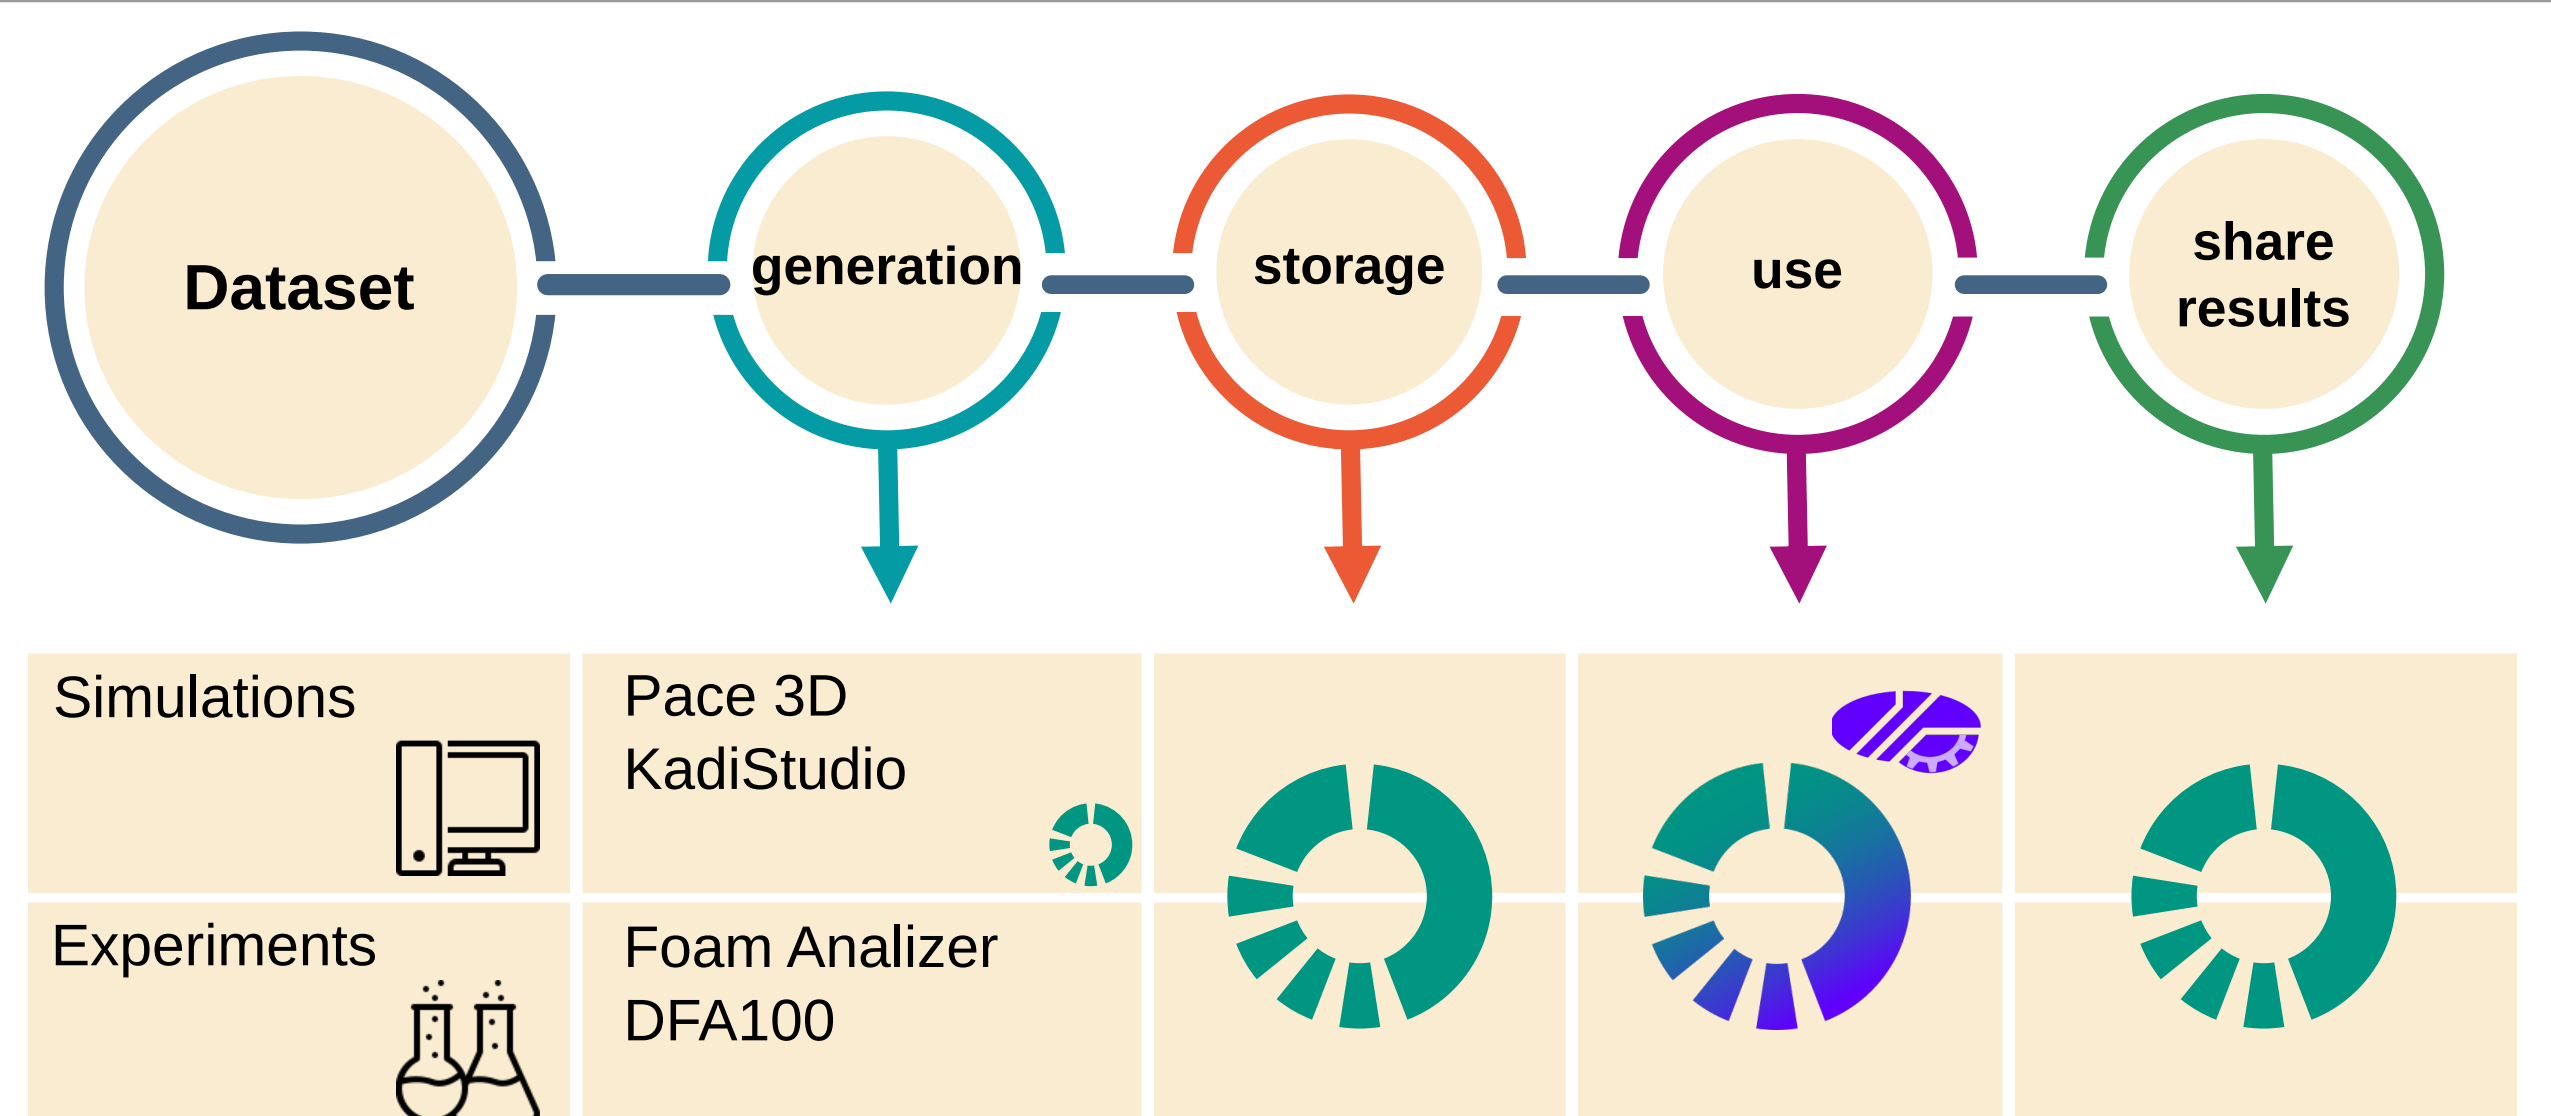 Dataset
generation
storage
use
share
results
Simulations
Pace 3D
KadiStudio
Experiments
Foam Analizer
DFA100